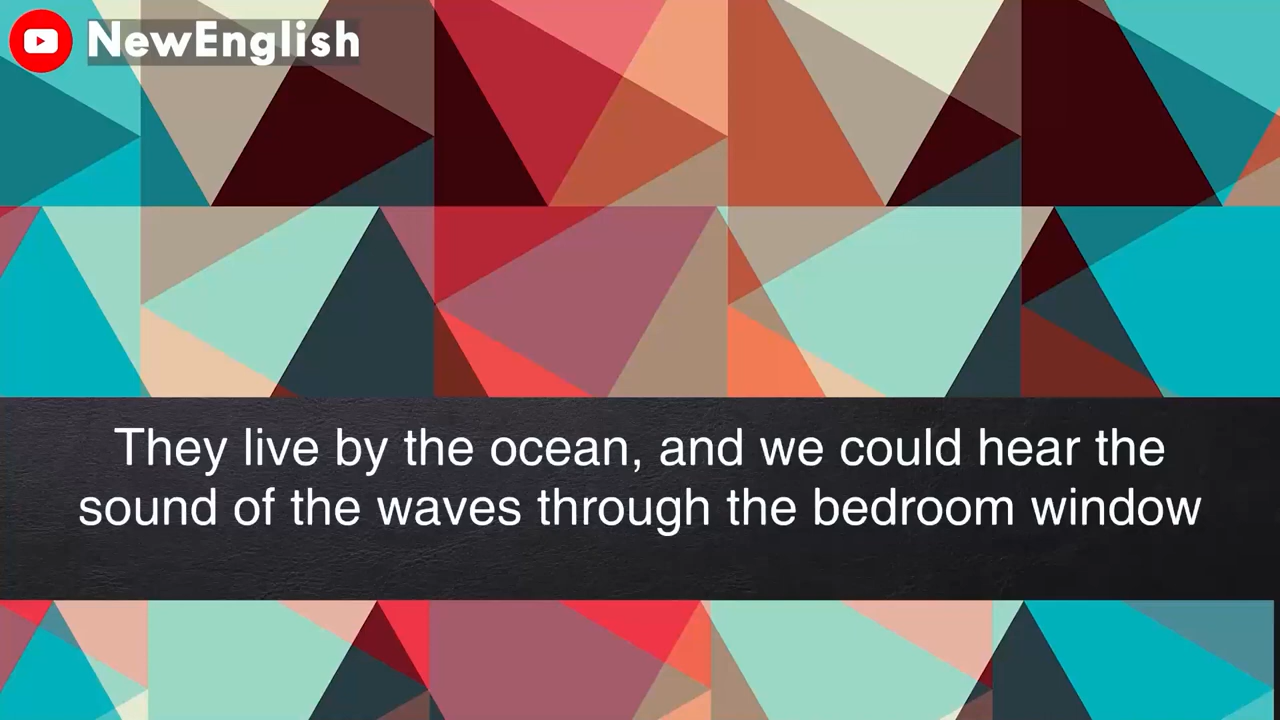 NewEnglish
They live by the ocean, and we could hear the
sound of the waves through the bedroom window